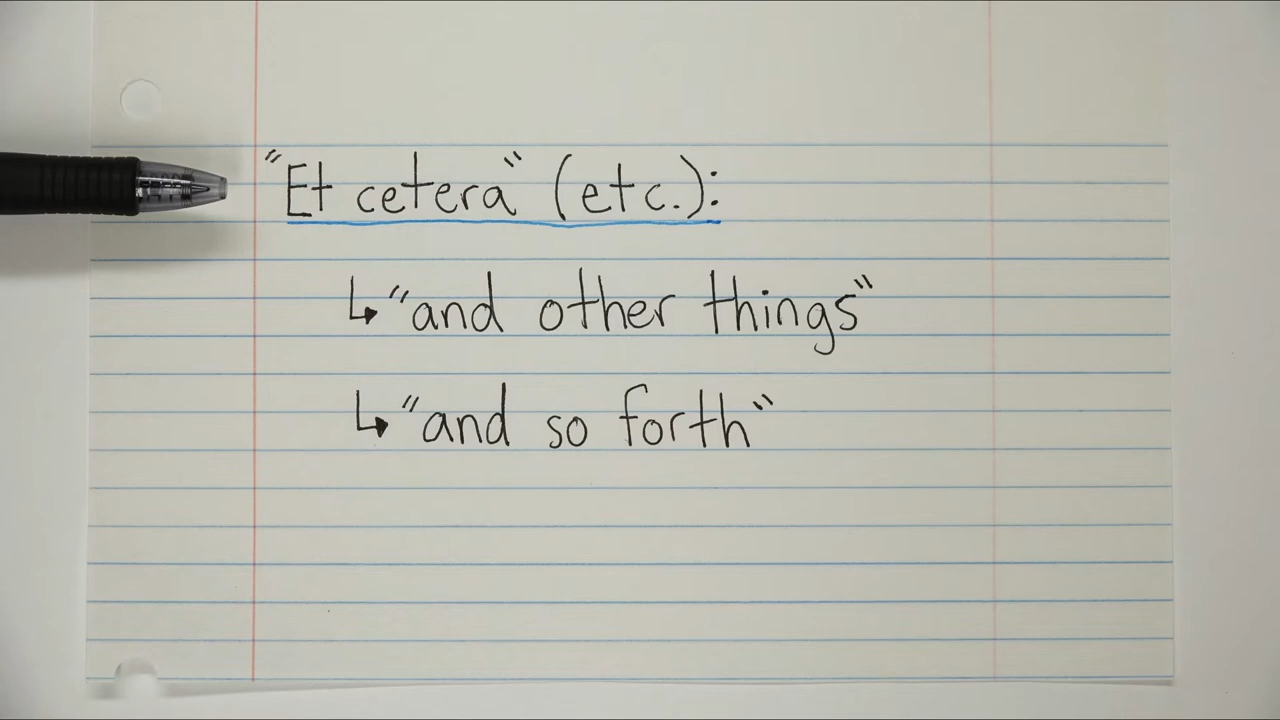 "Et cetera" (etc.):
↳ "and other things"
↳ "and so forth"